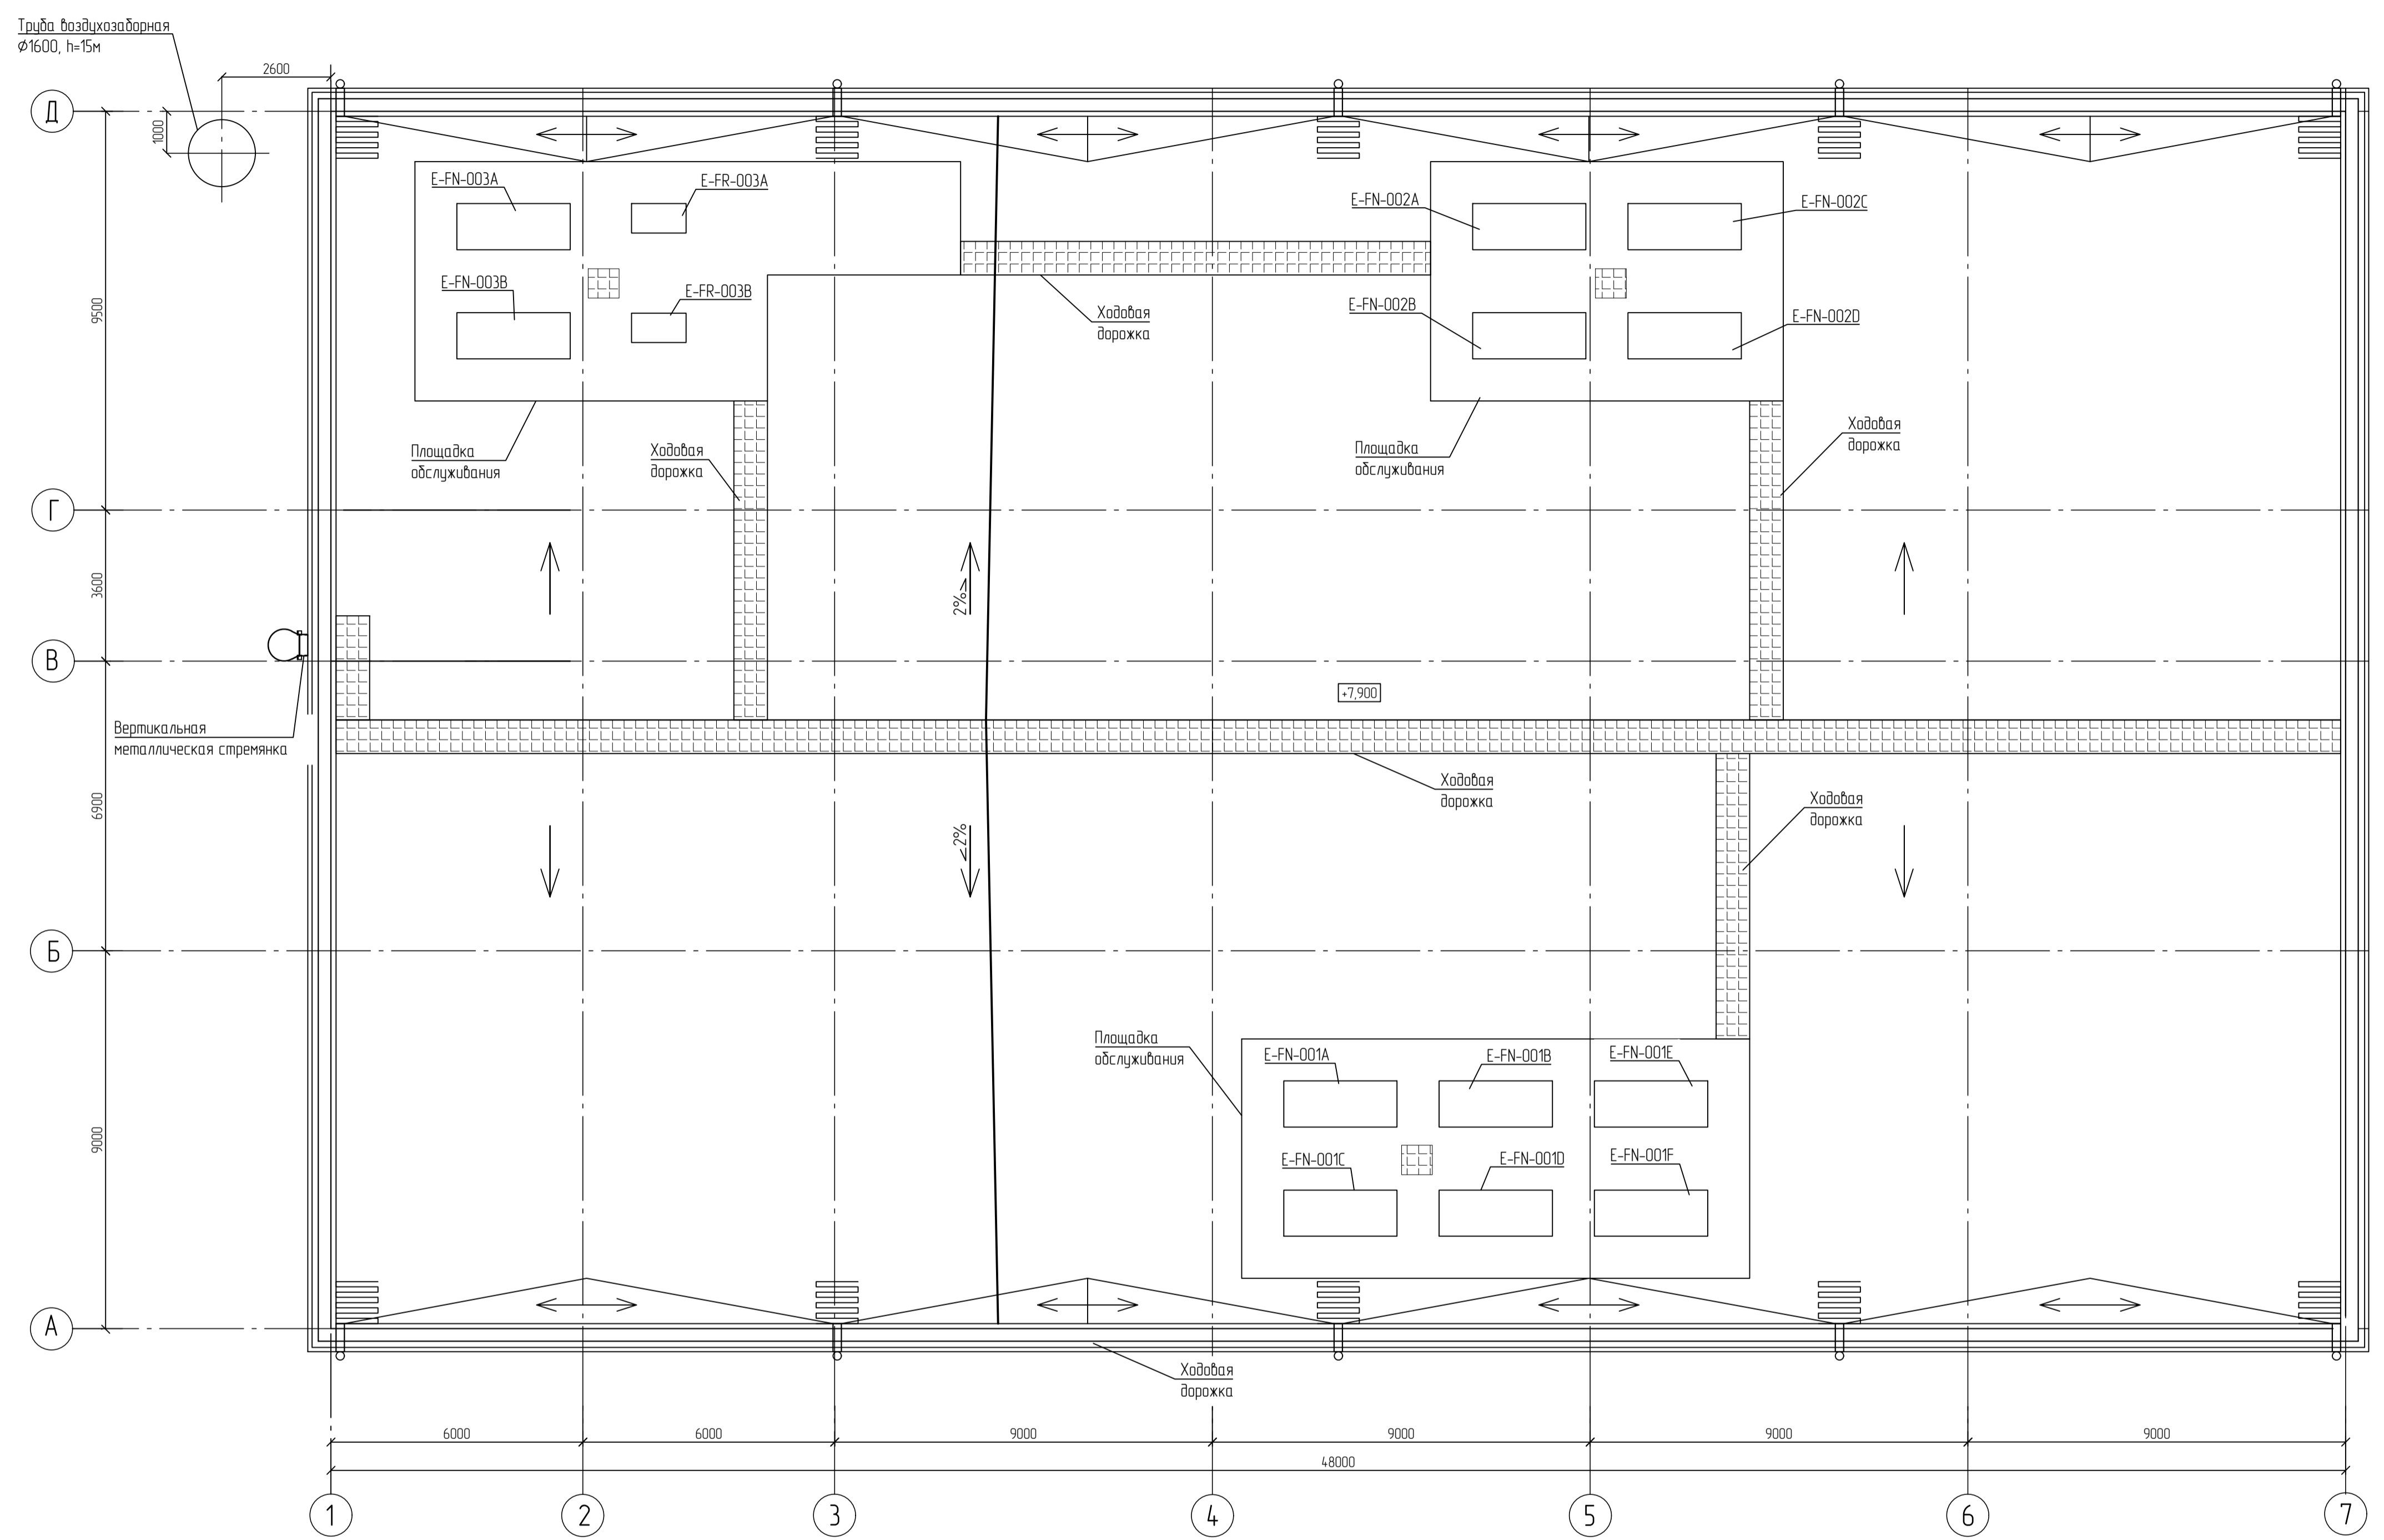 Труба воздухозаборная
Ø1600, h=15м
2600
1000
Д
E-FN-003A
E-FR-003A
E-FN-002A
E-FN-002C
E-FN-003B
E-FR-003B
E-FN-002B
E-FN-002D
9500
Ходовая
дорожка
Площадка
обслуживания
Ходовая
дорожка
Площадка
обслуживания
Ходовая
дорожка
Г
3600
2%
В
+7,900
Вертикальная
металлическая стремянка
Ходовая
дорожка
Ходовая
дорожка
6900
2%
Б
Площадка
обслуживания
E-FN-001A
E-FN-001B
E-FN-001E
9000
E-FN-001C
E-FN-001D
E-FN-001F
А
Ходовая
дорожка
6000
6000
9000
9000
9000
9000
48000
1
2
3
4
5
6
7